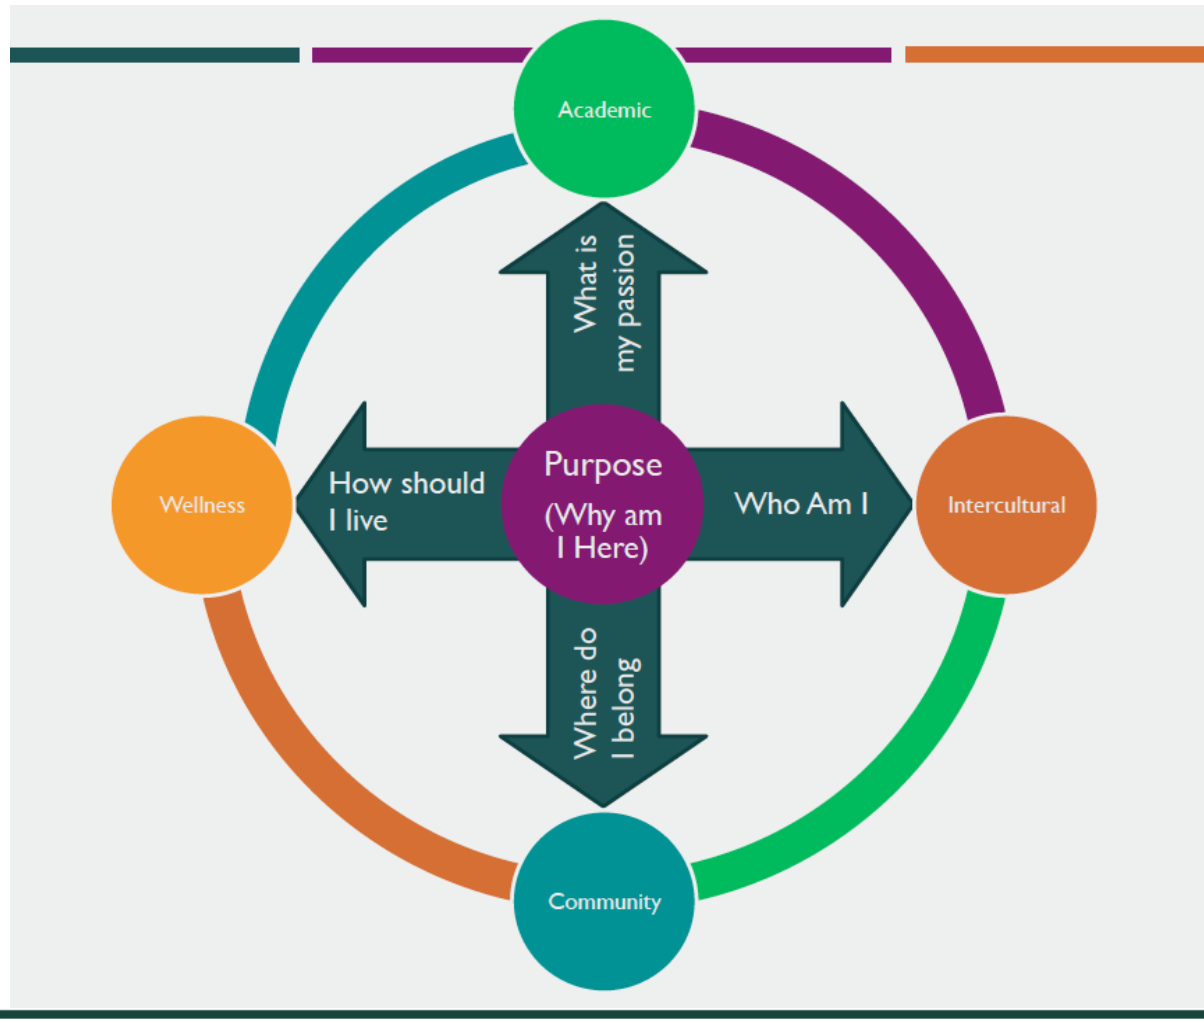 Academic
What is
my passion
Wellness
How should
I live
Purpose
(Why am
I Here)
Who Am I
Intercultural
Where do
I belong
Community